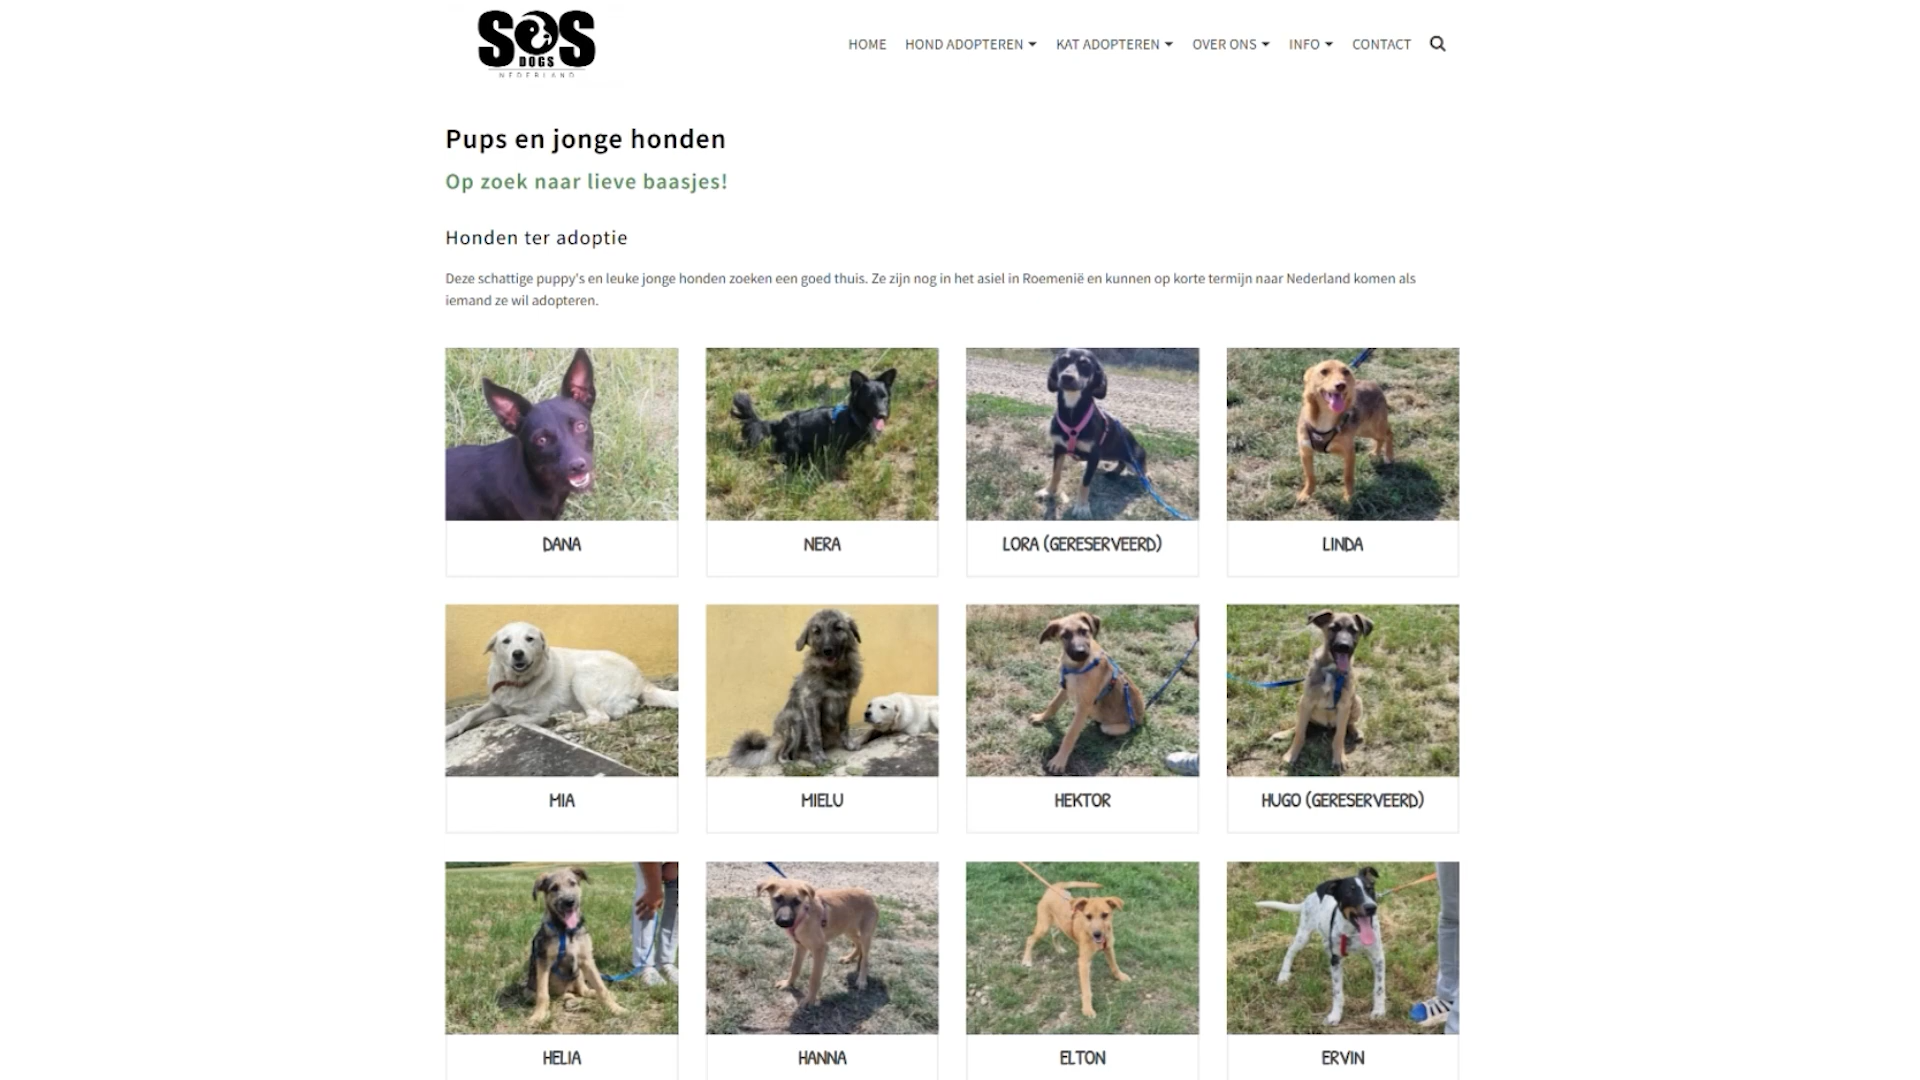 SOS
DOGS
NEDERLAND
HOME HOND ADOPTEREN KAT ADOPTEREN OVER ONS INFO CONTACT
Pups en jonge honden
Op zoek naar lieve baasjes!
Honden ter adoptie
Deze schattige puppy's en leuke jonge honden zoeken een goed thuis. Ze zijn nog in het asiel in Roemenië en kunnen op korte termijn naar Nederland komen als
iemand ze wil adopteren.
DANA NERA LORA (GERESERVEERD) LINDA
MIA MIELU HEKTOR HUGO (GERESERVEERD)
HELIA HANNA ELTON ERVIN